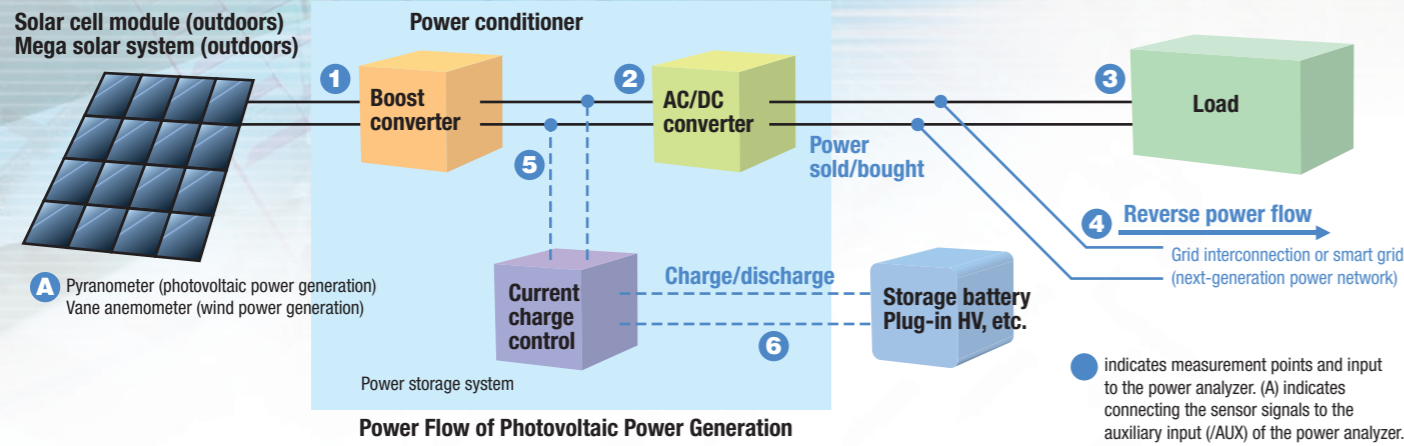 Solar cell module (outdoors)
Mega solar system (outdoors)
Power conditioner
1
Boost
converter
2
AC/DC
converter
3
Load
5
Power
sold/bought
4
Reverse power flow
Grid interconnection or smart grid
(next-generation power network)
A
Pyranometer (photovoltaic power generation)
Vane anemometer (wind power generation)
Current
charge
control
Charge/discharge
6
Storage battery
Plug-in HV, etc.
Power storage system
Power Flow of Photovoltaic Power Generation
indicates measurement points and input
to the power analyzer. (A) indicates
connecting the sensor signals to the
auxiliary input (/AUX) of the power analyzer.